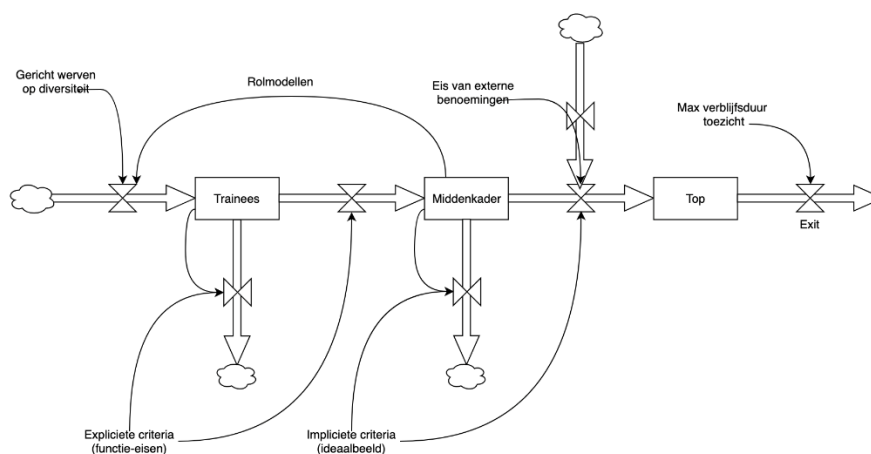 Gericht werven
op diversiteit
Rolmodellen
Eis van externe
benoemingen
Max verblijfsduur
toezicht
Trainees
Middenkader
Top
Exit
Expliciete criteria
(functie-eisen)
Impliciete criteria
(ideaalbeeld)